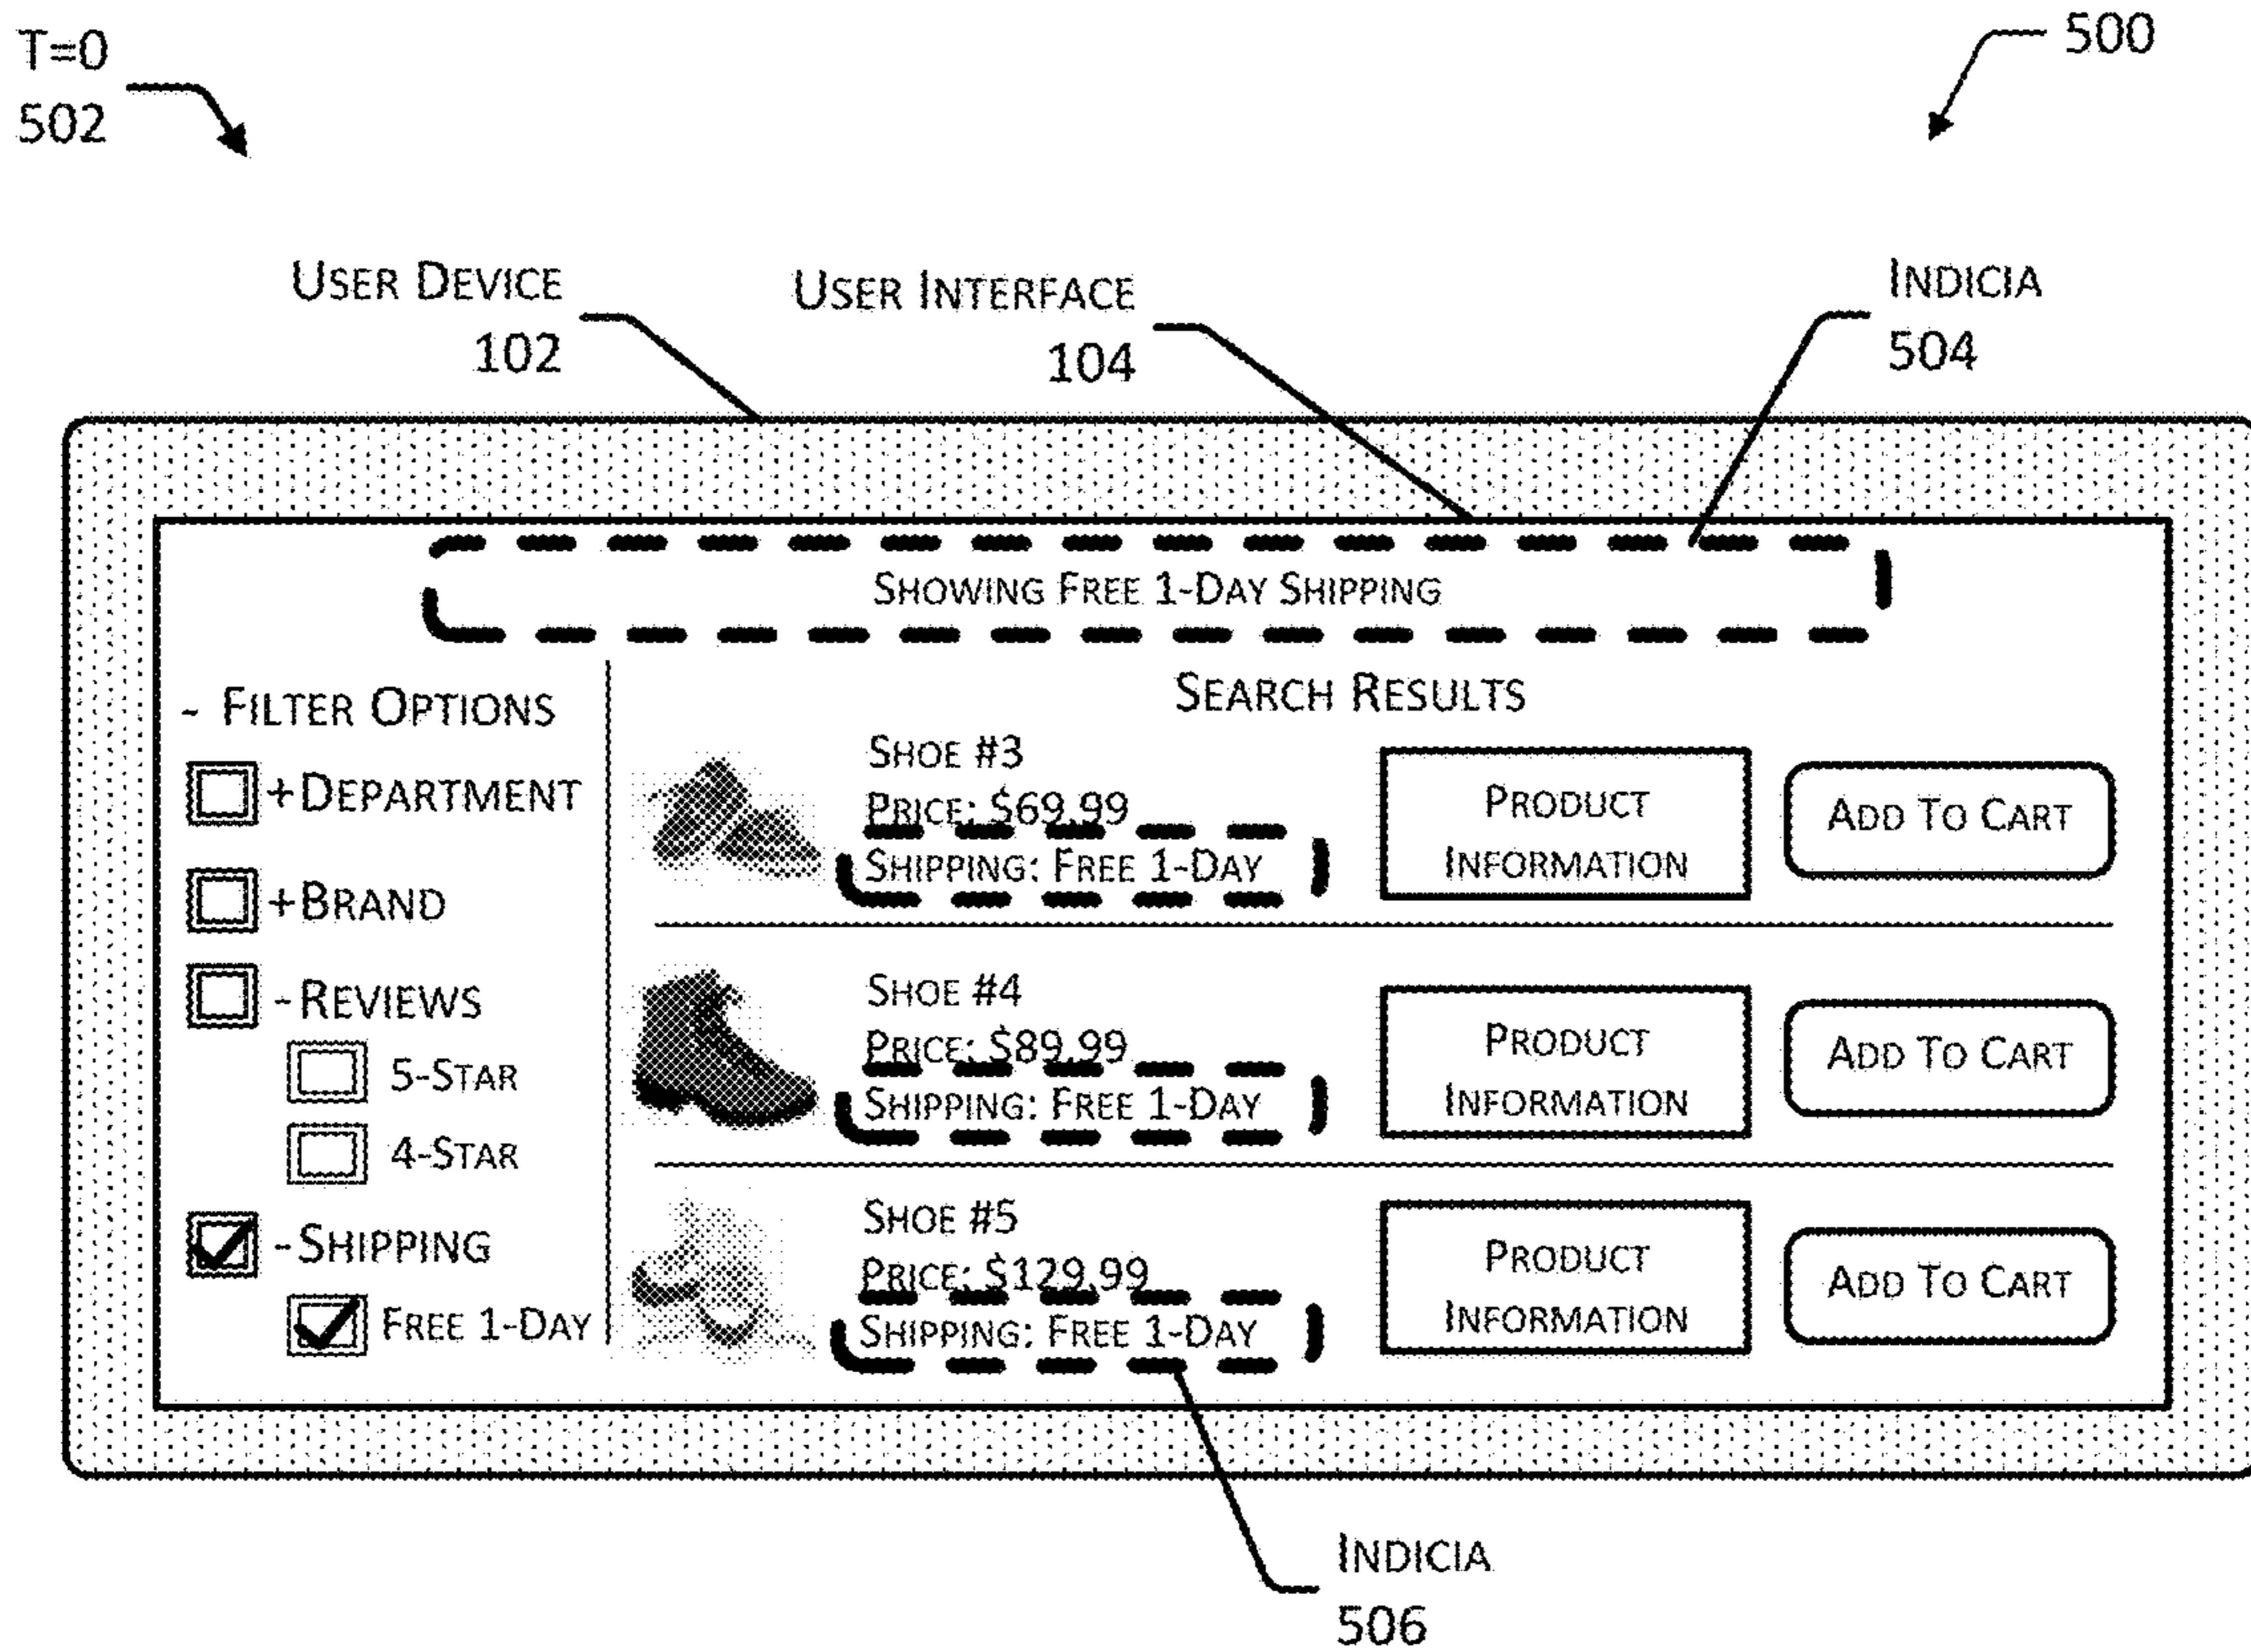 T=0
502
500
USER DEVICE
102
USER INTERFACE
104
INDICIA
504
SHOWING FREE 1-DAY SHIPPING
- FILTER OPTIONS
+DEPARTMENT
+BRAND
-REVIEWS
5-STAR
4-STAR
-SHIPPING
FREE 1-DAY
SEARCH RESULTS
SHOE #3
PRICE: $69.99
SHIPPING: FREE 1-DAY
PRODUCT
INFORMATION
ADD TO CART
SHOE #4
PRICE: $89.99
SHIPPING: FREE 1-DAY
PRODUCT
INFORMATION
ADD TO CART
SHOE #5
PRICE: $129.99
SHIPPING: FREE 1-DAY
PRODUCT
INFORMATION
ADD TO CART
INDICIA
506